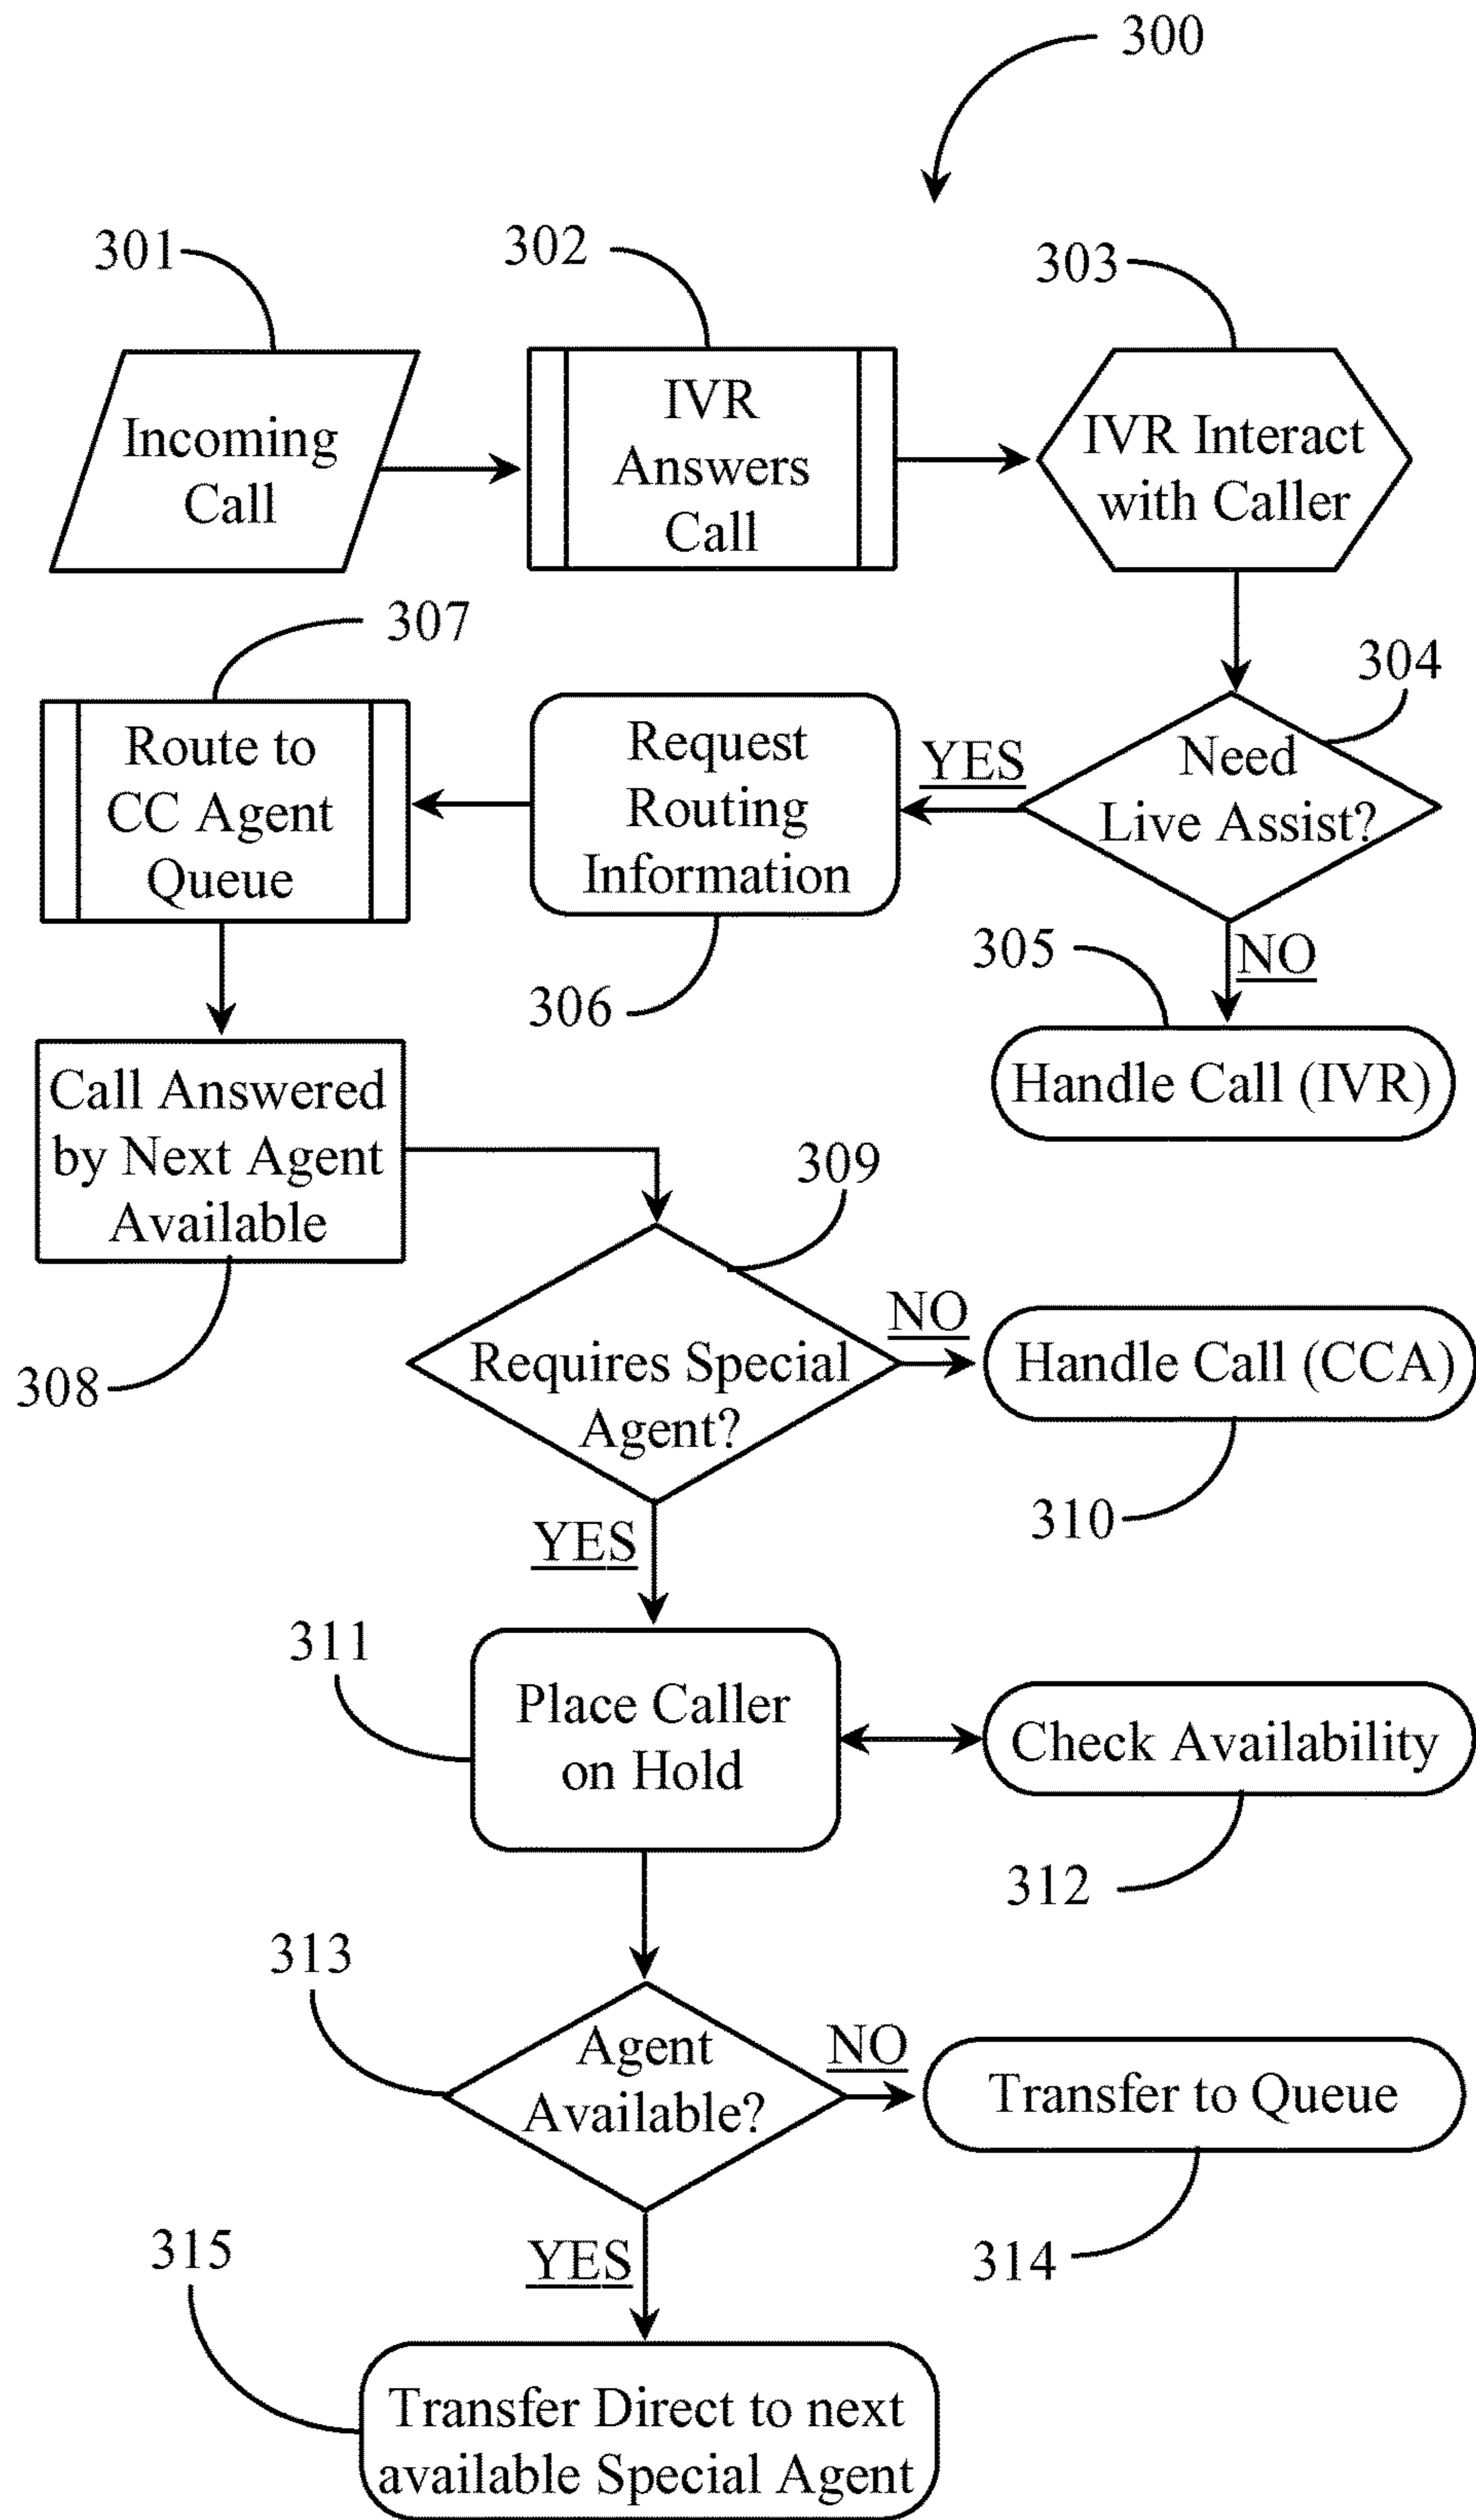 300
301
302
303
Incoming
Call
IVR
Answers
Call
IVR Interact
with Caller
307
304
Route to
CC Agent
Queue
Request
Routing
Information
YES
Need
Live Assist?
306
305
NO
Handle Call (IVR)
Call Answered
by Next Agent
Available
308
309
Requires Special
Agent?
NO
Handle Call (CCA)
310
YES
311
Place Caller
on Hold
Check Availability
312
313
Agent
Available?
NO
Transfer to Queue
314
315
YES
Transfer Direct to next
available Special Agent